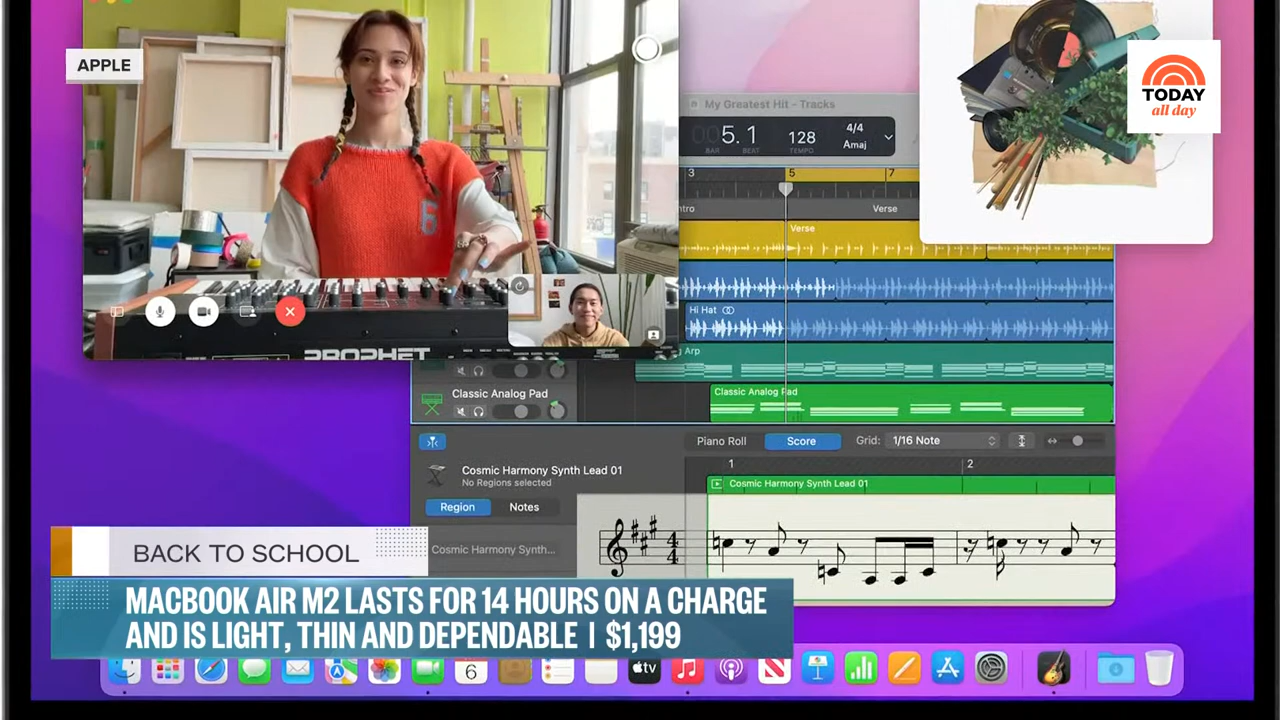 APPLE
TODAY
all day
My Greatest Hit - Tracks
005.1
128
4/4
Amaj
BAR
BEAT
TEMPO
3
5
7
Verse
Verse
Hi Hat
Arp
PROPHET
Classic Analog Pad
Classic Analog Pad
Piano Roll
Score
Grid:
1/16 Note
1
2
Cosmic Harmony Synth Lead 01
No Regions selected
Cosmic Harmony Synth Lead 01
Region
Notes
Cosmic Harmony Synth...
4
4
BACK TO SCHOOL
MACBOOK AIR M2 LASTS FOR 14 HOURS ON A CHARGE
AND IS LIGHT, THIN AND DEPENDABLE | $1,199
6
tv